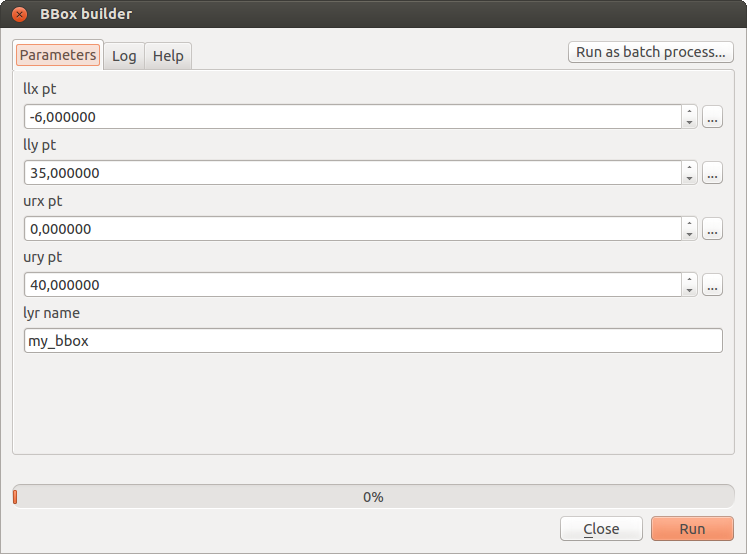 BBox builder
Parameters Log Help Run as batch process...
llx pt
-6,000000 ...
lly pt
35,000000 ...
urx pt
0,000000 ...
ury pt
40,000000 ...
lyr name
my_bbox
0%
Close Run